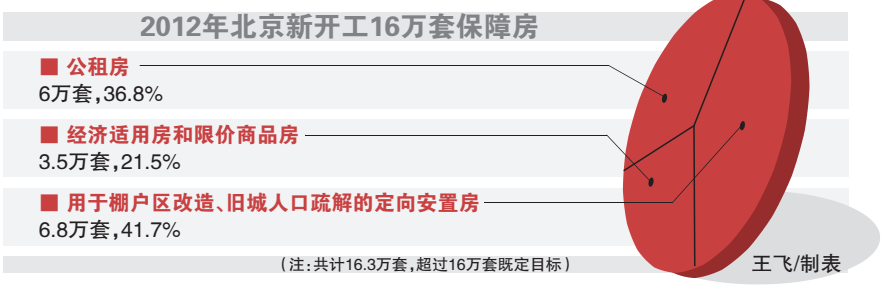 2012年北京新开工16万套保障房
■ 公租房
6万套,36.8%
■ 经济适用房和限价商品房
3.5万套,21.5%
■ 用于棚户区改造、旧城人口疏解的定向安置房
6.8万套,41.7%
(注:共计16.3万套,超过16万套既定目标)
王飞/制表